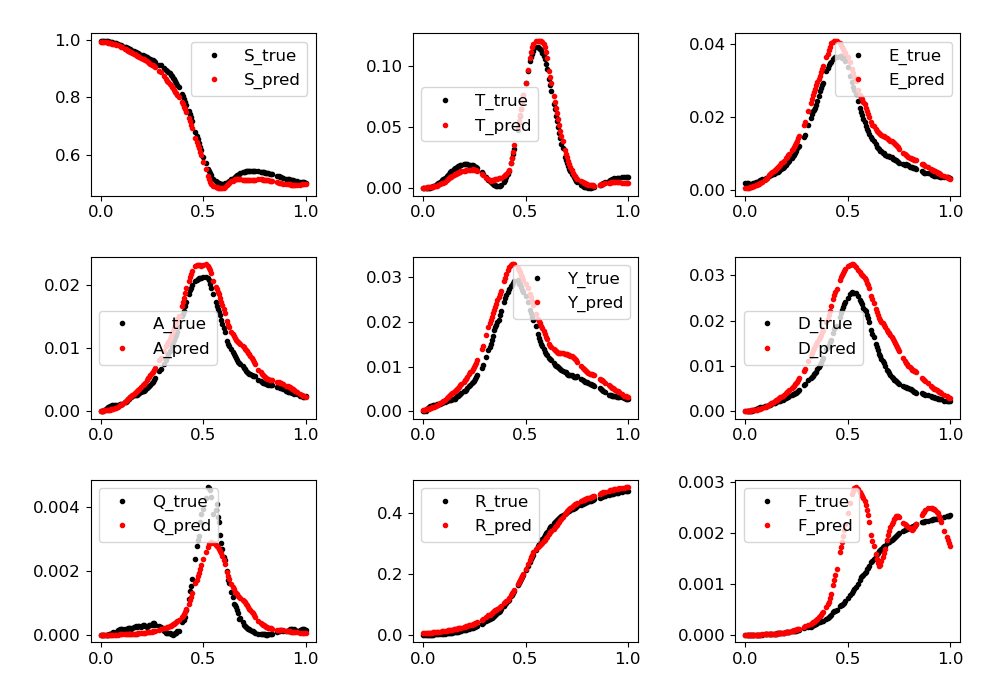 1.0
0.8
0.6
0.0 0.5 1.0
S_true
S_pred
0.10
0.05
0.00
0.0 0.5 1.0
T_true
T_pred
0.04
0.02
0.00
0.0 0.5 1.0
E_true
E_pred
0.02
0.01
0.00
0.0 0.5 1.0
A_true
A_pred
0.03
0.02
0.01
0.00
0.0 0.5 1.0
Y_true
Y_pred
0.03
0.02
0.01
0.00
0.0 0.5 1.0
D_true
D_pred
0.004
0.002
0.000
0.0 0.5 1.0
Q_true
Q_pred
0.4
0.2
0.0
0.0 0.5 1.0
R_true
R_pred
0.003
0.002
0.001
0.000
0.0 0.5 1.0
F_true
F_pred